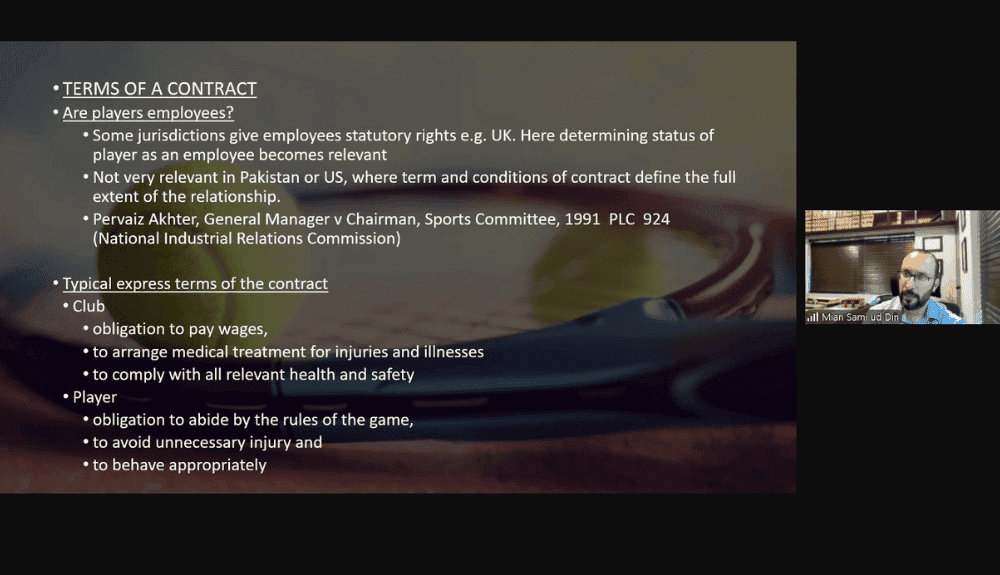 • TERMS OF A CONTRACT
• Are players employees?
• Some jurisdictions give employees statutory rights e.g. UK. Here determining status of
player as an employee becomes relevant
• Not very relevant in Pakistan or US, where term and conditions of contract define the full
extent of the relationship.
• Pervaiz Akhter, General Manager v Chairman, Sports Committee, 1991 PLC 924
(National Industrial Relations Commission)
• Typical express terms of the contract
• Club
• obligation to pay wages,
• to arrange medical treatment for injuries and illnesses
• to comply with all relevant health and safety
• Player
• obligation to abide by the rules of the game,
• to avoid unnecessary injury and
• to behave appropriately
Mian Sami ud Din